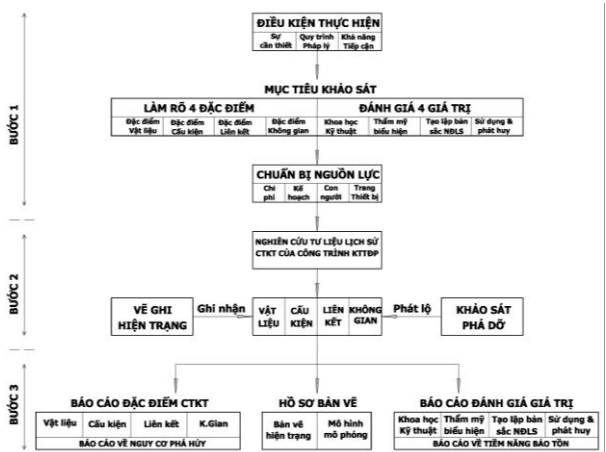 BƯỚC 1
ĐIỀU KIỆN THỰC HIỆN
Sự cần thiết
Quy trình Pháp lý
Khả năng Tiếp cận
MỤC TIÊU KHẢO SÁT
LÀM RÕ 4 ĐẶC ĐIỂM
ĐÁNH GIÁ 4 GIÁ TRỊ
Đặc điểm Vật liệu
Đặc điểm Cấu kiện
Đặc điểm Liên kết
Đặc điểm Không gian
Khoa học Kỹ thuật
Thẩm mỹ biểu hiện
Tạo lập bản sắc NĐLS
Sử dụng & phát huy
CHUẨN BỊ NGUỒN LỰC
Chi phí
Kế hoạch
Con người
Trang Thiết bị
BƯỚC 2
NGHIÊN CỨU TƯ LIỆU LỊCH SỬ
CTKT CỦA CÔNG TRÌNH KTTĐP
VẼ GHI
HIỆN TRẠNG
Ghi nhận
VẬT LIỆU
CẤU KIỆN
LIÊN KẾT
KHÔNG GIAN
Phát lộ
KHẢO SÁT
PHÁ DỠ
BƯỚC 3
BÁO CÁO ĐẶC ĐIỂM CTKT
Vật liệu
Cấu kiện
Liên kết
K.Gian
BÁO CÁO VỀ NGUY CƠ PHÁ HỦY
HỒ SƠ BẢN VẼ
Bản vẽ hiện trạng
Mô hình mô phỏng
BÁO CÁO ĐÁNH GIÁ GIÁ TRỊ
Khoa học Kỹ thuật
Thẩm mỹ biểu hiện
Tạo lập bản sắc NĐLS
Sử dụng & phát huy
BÁO CÁO VỀ TIỀM NĂNG BẢO TỒN